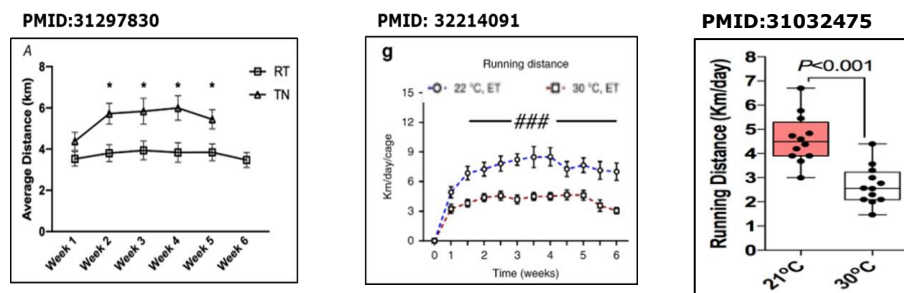 PMID:31297830
A
Average Distance (km)
8
6
4
2
0
* * * *
RT
TN
Week 1
Week 2
Week 3
Week 4
Week 5
Week 6
PMID: 32214091
g
Running distance
22 °C, ET
30 °C, ET
###
Km/day/cage
15
12
9
6
3
0
0 1 2 3 4 5 6
Time (weeks)
PMID:31032475
P<0.001
Running Distance (Km/day)
8
7
6
5
4
3
2
1
0
21°C
30°C